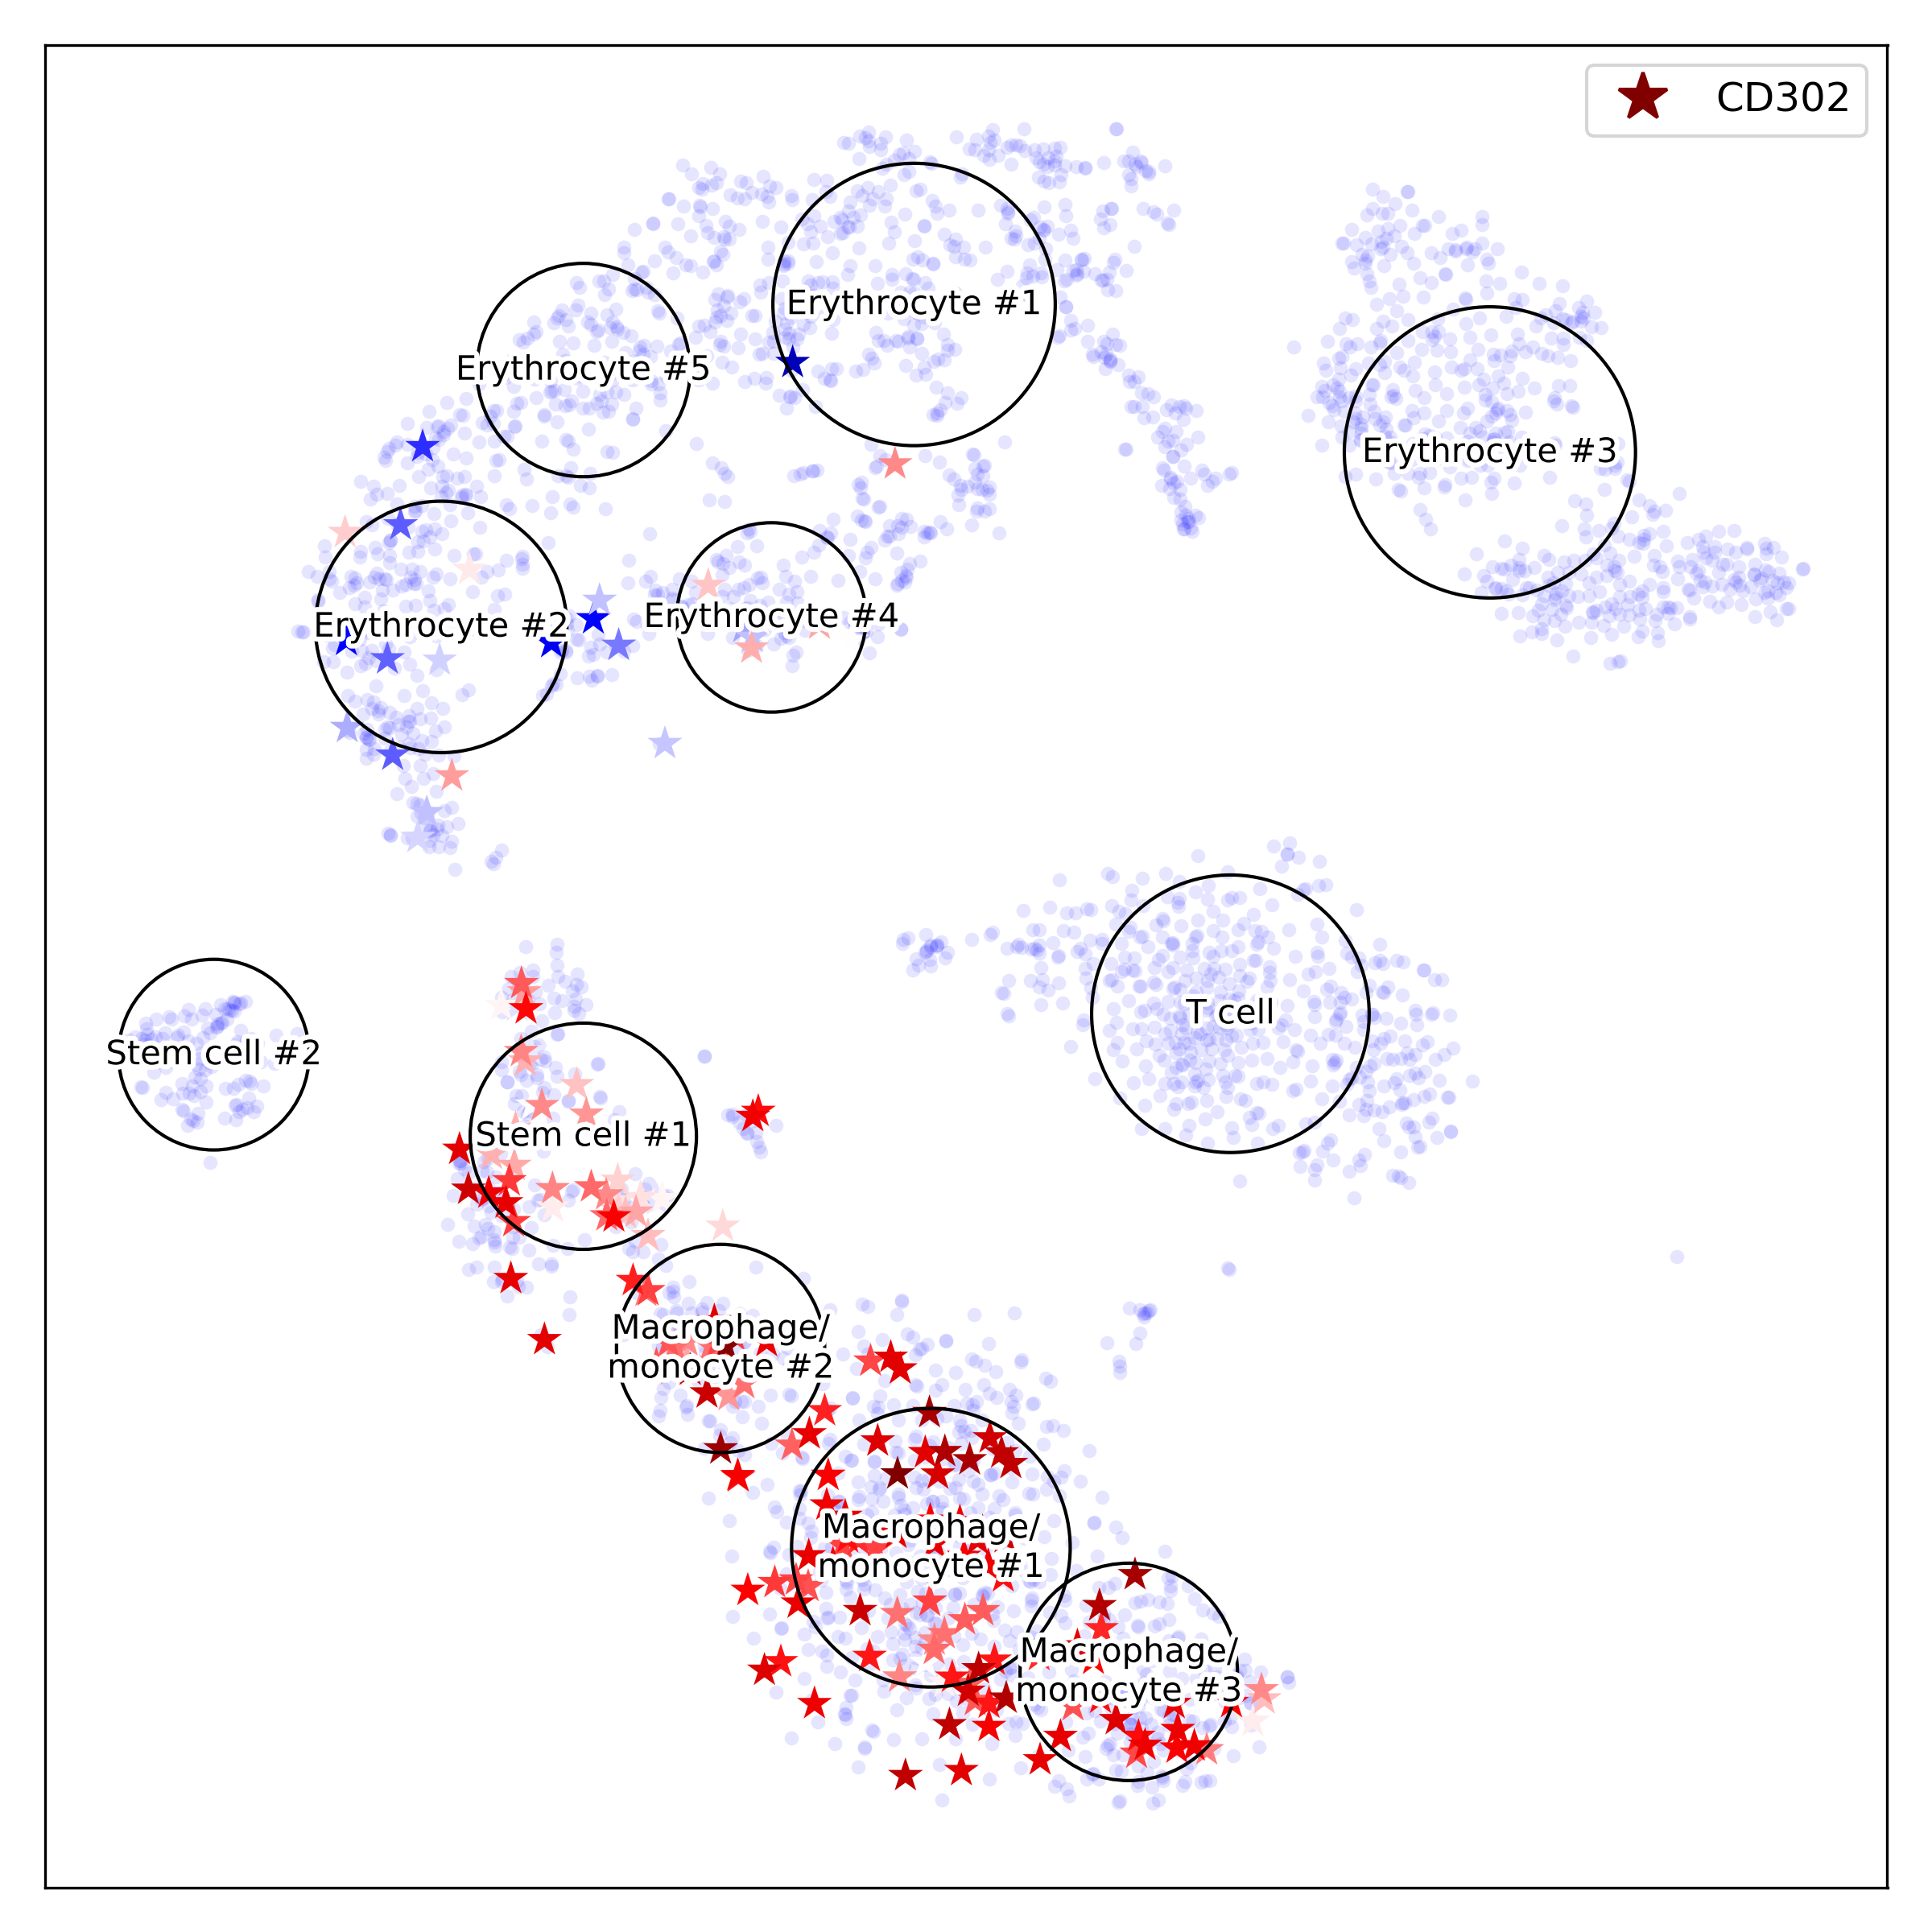 CD302
Erythrocyte #1
Erythrocyte #5
Erythrocyte #3
Erythrocyte #4
Erythrocyte #2
T cell
Stem cell #2
Stem cell #1
Macrophage/
monocyte #2
Macrophage/
monocyte #1
Macrophage/
monocyte #3